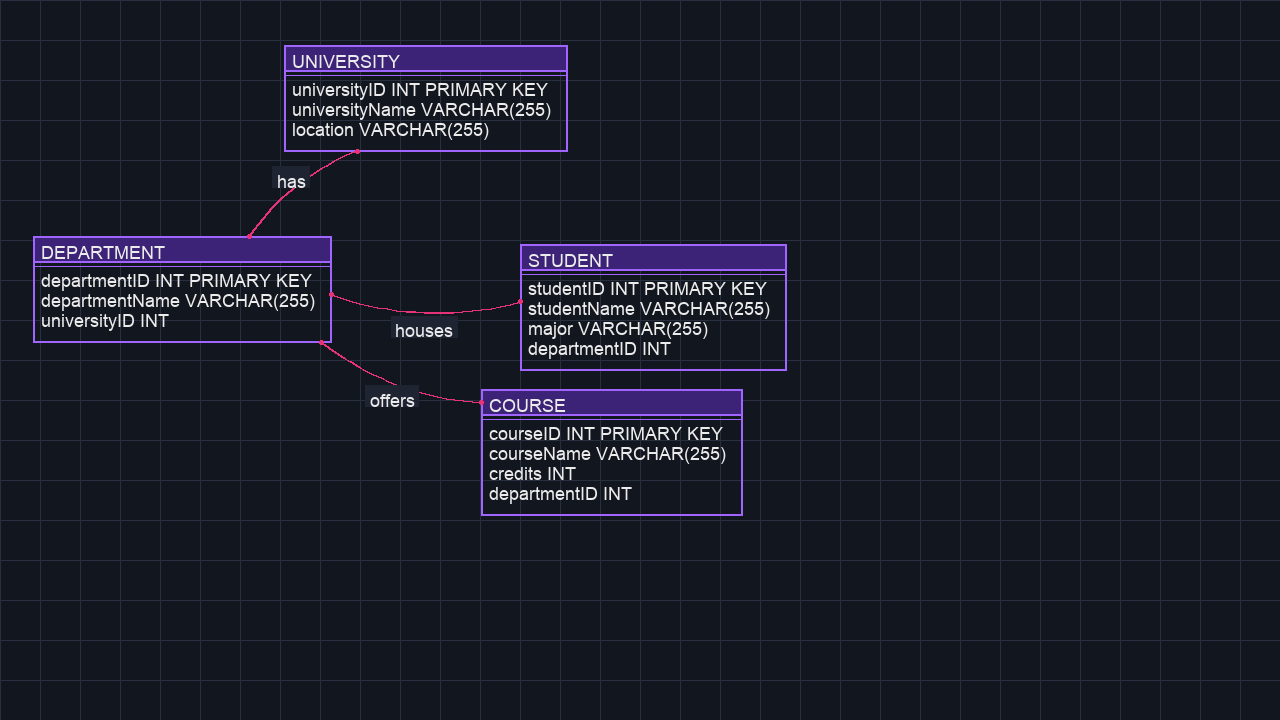 UNIVERSITY
universityID INT PRIMARY KEY
universityName VARCHAR(255)
location VARCHAR(255)
has
DEPARTMENT
departmentID INT PRIMARY KEY
departmentName VARCHAR(255)
universityID INT
STUDENT
studentID INT PRIMARY KEY
studentName VARCHAR(255)
major VARCHAR(255)
departmentID INT
houses
offers
COURSE
courseID INT PRIMARY KEY
courseName VARCHAR(255)
credits INT
departmentID INT